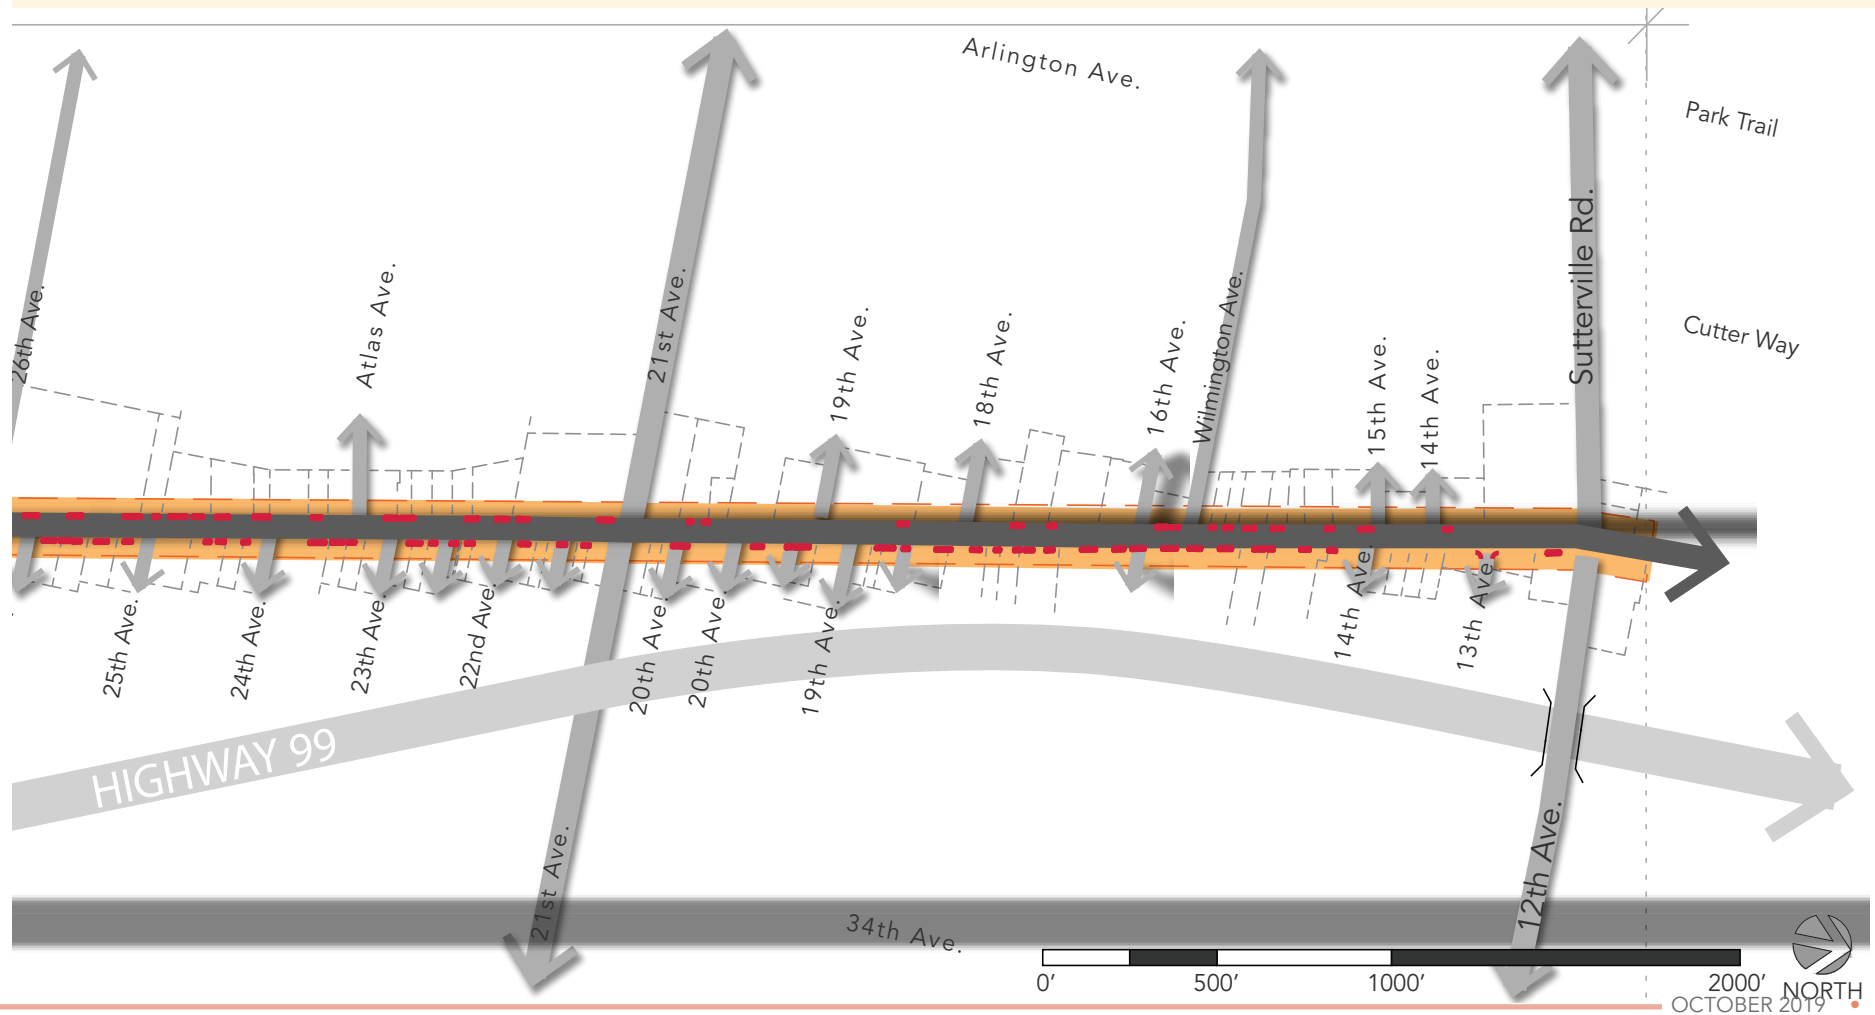 Arlington Ave.
Park Trail
Cutter Way
26th Ave.
Atlas Ave.
21st Ave.
19th Ave.
18th Ave.
16th Ave.
Wilmington Ave.
15th Ave.
14th Ave.
Sutterville Rd.
25th Ave.
24th Ave.
23th Ave.
22nd Ave.
20th Ave.
20th Ave.
19th Ave.
14th Ave.
13th Ave.
HIGHWAY 99
21st Ave.
12th Ave.
34th Ave.
0’ 500’ 1000’ 2000’
NORTH
OCTOBER 2019